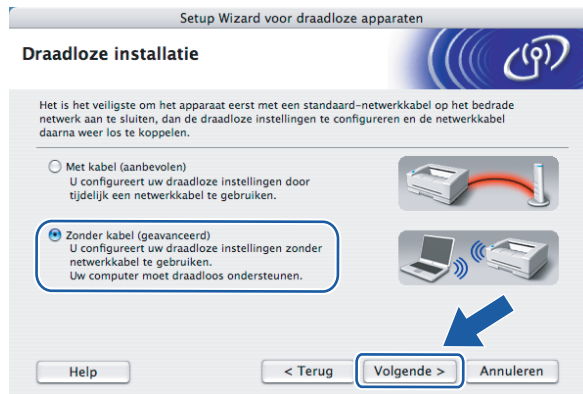 Setup Wizard voor draadloze apparaten
Draadloze installatie
Het is het veiligste om het apparaat eerst met een standaard-netwerkkabel op het bedrade
netwerk aan te sluiten, dan de draadloze instellingen te configureren en de netwerkkabel
daarna weer los te koppelen.
Met kabel (aanbevolen)
U configureert uw draadloze instellingen door
tijdelijk een netwerkkabel te gebruiken.
Zonder kabel (geavanceerd)
U configureert uw draadloze instellingen zonder
netwerkkabel te gebruiken.
Uw computer moet draadloos ondersteunen.
Help
< Terug
Volgende >
Annuleren